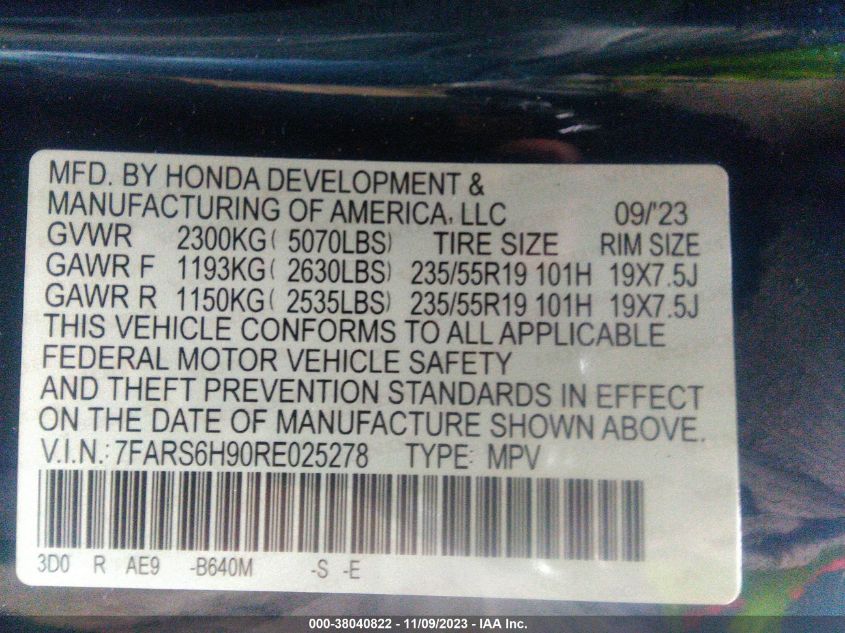 MFD. BY HONDA DEVELOPMENT &
MANUFACTURING OF AMERICA, LLC 09/'23
GVWR 2300KG( 5070LBS) TIRE SIZE RIM SIZE
GAWR F 1193KG( 2630LBS) 235/55R19 101H 19X7.5J
GAWR R 1150KG( 2535LBS) 235/55R19 101H 19X7.5J
THIS VEHICLE CONFORMS TO ALL APPLICABLE
FEDERAL MOTOR VEHICLE SAFETY
AND THEFT PREVENTION STANDARDS IN EFFECT
ON THE DATE OF MANUFACTURE SHOWN ABOVE.
V.I.N.: 7FARS6H90RE025278 TYPE: MPV
3D0 R AE9 -B640M -S -E
000-38040822 - 11/09/2023 - IAA Inc.